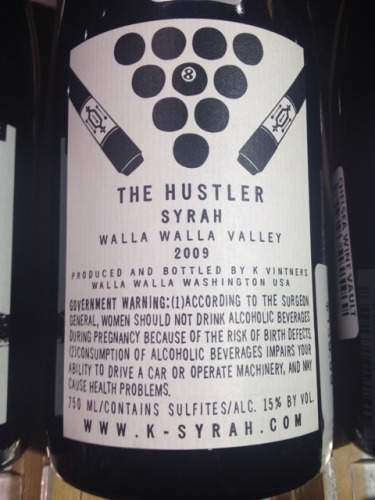 8
THE HUSTLER
SYRAH
WALLA WALLA VALLEY
2009
PRODUCED AND BOTTLED BY K VINTNERS
WALLA WALLA WASHINGTON USA
GOVERNMENT WARNING:(1)ACCORDING TO THE SURGEON
GENERAL, WOMEN SHOULD NOT DRINK ALCOHOLIC BEVERAGES
DURING PREGNANCY BECAUSE OF THE RISK OF BIRTH DEFECTS.
(2)CONSUMPTION OF ALCOHOLIC BEVERAGES IMPAIRS YOUR
ABILITY TO DRIVE A CAR OR OPERATE MACHINERY, AND MAY
CAUSE HEALTH PROBLEMS.
750 ML/CONTAINS SULFITES/ALC. 15% BY VOL.
WWW.K-SYRAH.COM
CHELSEA WINE VAULT